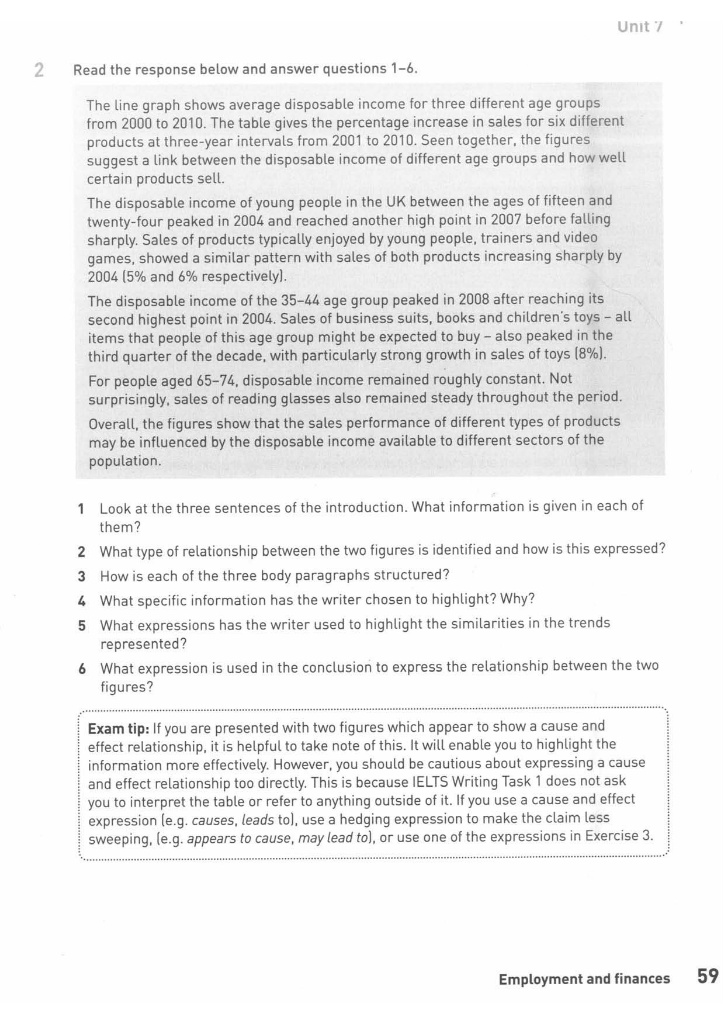 Unit 7
2 Read the response below and answer questions 1–6.
The line graph shows average disposable income for three different age groups
from 2000 to 2010. The table gives the percentage increase in sales for six different
products at three-year intervals from 2001 to 2010. Seen together, the figures
suggest a link between the disposable income of different age groups and how well
certain products sell.
The disposable income of young people in the UK between the ages of fifteen and
twenty-four peaked in 2004 and reached another high point in 2007 before falling
sharply. Sales of products typically enjoyed by young people, trainers and video
games, showed a similar pattern with sales of both products increasing sharply by
2004 (5% and 6% respectively).
The disposable income of the 35–44 age group peaked in 2008 after reaching its
second highest point in 2004. Sales of business suits, books and children's toys – all
items that people of this age group might be expected to buy – also peaked in the
third quarter of the decade, with particularly strong growth in sales of toys (8%).
For people aged 65–74, disposable income remained roughly constant. Not
surprisingly, sales of reading glasses also remained steady throughout the period.
Overall, the figures show that the sales performance of different types of products
may be influenced by the disposable income available to different sectors of the
population.
1 Look at the three sentences of the introduction. What information is given in each of
them?
2 What type of relationship between the two figures is identified and how is this expressed?
3 How is each of the three body paragraphs structured?
4 What specific information has the writer chosen to highlight? Why?
5 What expressions has the writer used to highlight the similarities in the trends
represented?
6 What expression is used in the conclusion to express the relationship between the two
figures?
Exam tip: If you are presented with two figures which appear to show a cause and
effect relationship, it is helpful to take note of this. It will enable you to highlight the
information more effectively. However, you should be cautious about expressing a cause
and effect relationship too directly. This is because IELTS Writing Task 1 does not ask
you to interpret the table or refer to anything outside of it. If you use a cause and effect
expression (e.g. causes, leads to), use a hedging expression to make the claim less
sweeping, (e.g. appears to cause, may lead to), or use one of the expressions in Exercise 3.
Employment and finances 59